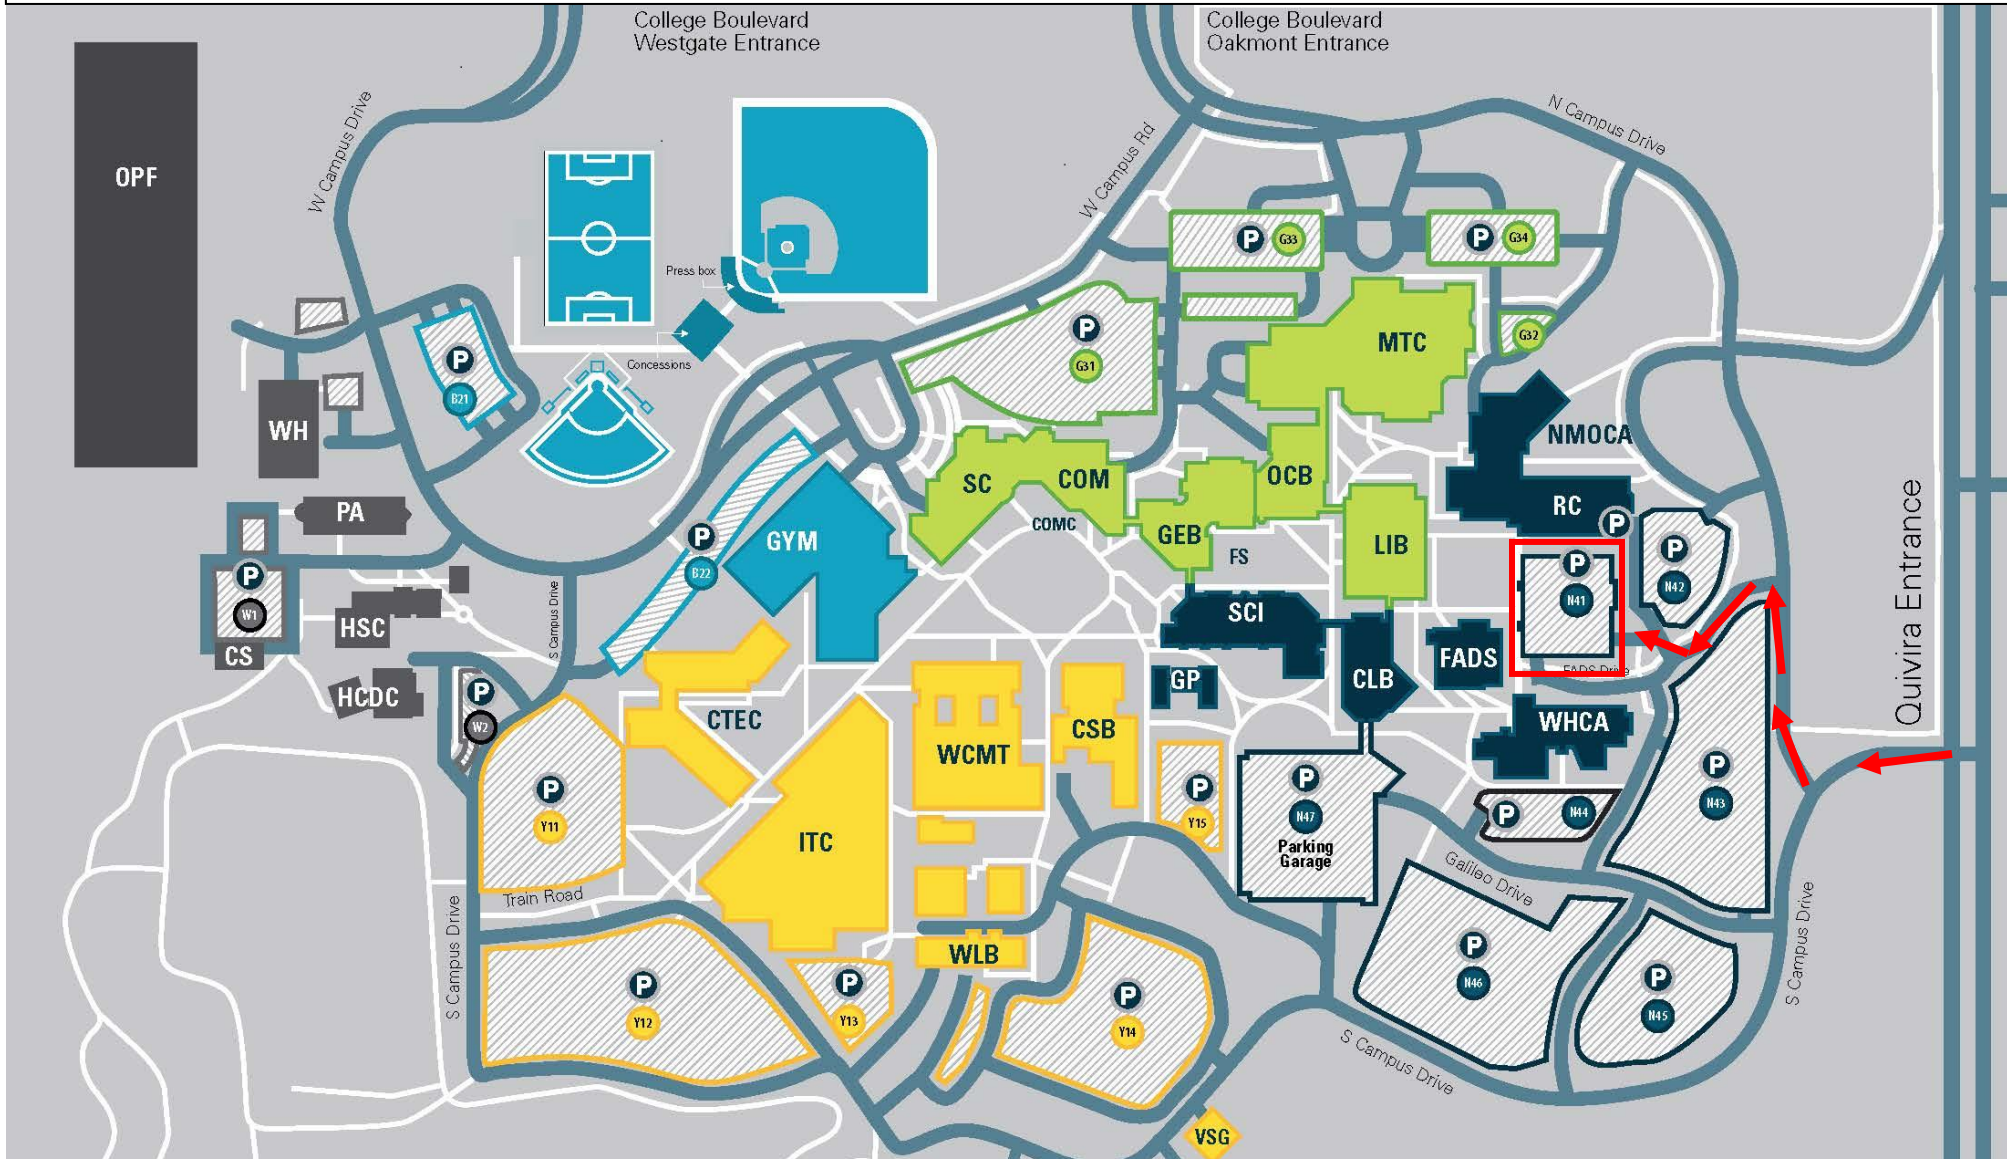 College Boulevard
Westgate Entrance
College Boulevard
Oakmont Entrance
W Campus Drive
N Campus Drive
W Campus Rd
OPF
Press box
Concessions
P G33
P G34
P
G31
MTC
G32
P
B21
WH
NMOCA
SC
COM
COMC
OCB
GEB
FS
LIB
RC
P
PA
GYM
P
B22
P
W1
CS
HSC
HCDC
S Campus Drive
P
W2
SCI
GP
CLB
FADS
P
N41
P
N42
FADS Drive
WHCA
Quivira Entrance
CTEC
WCMT
CSB
P
Y11
ITC
P
Y15
P
N47
Parking
Garage
P N44
P
N43
Galileo Drive
Train Road
S Campus Drive
WLB
P
Y12
P
Y13
P
Y14
P
N46
P
N45
S Campus Drive
S Campus Drive
VSG